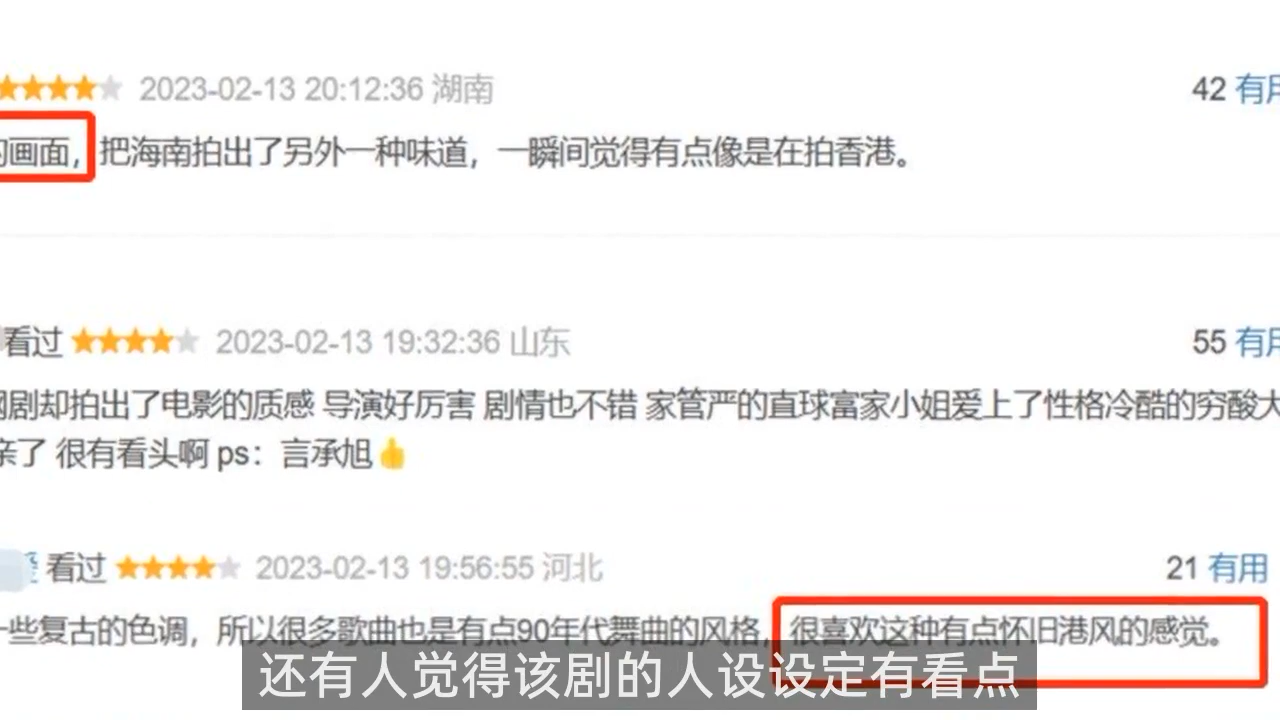 2023-02-13 20:12:36 湖南 42 有用
画面，把海南拍出了另外一种味道，一瞬间觉得有点像是在拍香港。
看过 2023-02-13 19:32:36 山东 55 有用
剧却拍出了电影的质感 导演好厉害 剧情也不错 家管严的直球富家小姐爱上了性格冷酷的穷酸大
亲了 很有看头啊 ps：言承旭👍
看过 2023-02-13 19:56:55 河北 21 有用
一些复古的色调，所以很多歌曲也是有点90年代舞曲的风格，很喜欢这种有点怀旧港风的感觉。
还有人觉得该剧的人设设定有看点